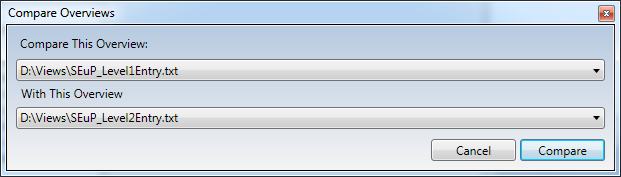 Compare Overviews
Compare This Overview:
D:\Views\SEuP_Level1Entry.txt
With This Overview
D:\Views\SEuP_Level2Entry.txt
Cancel Compare